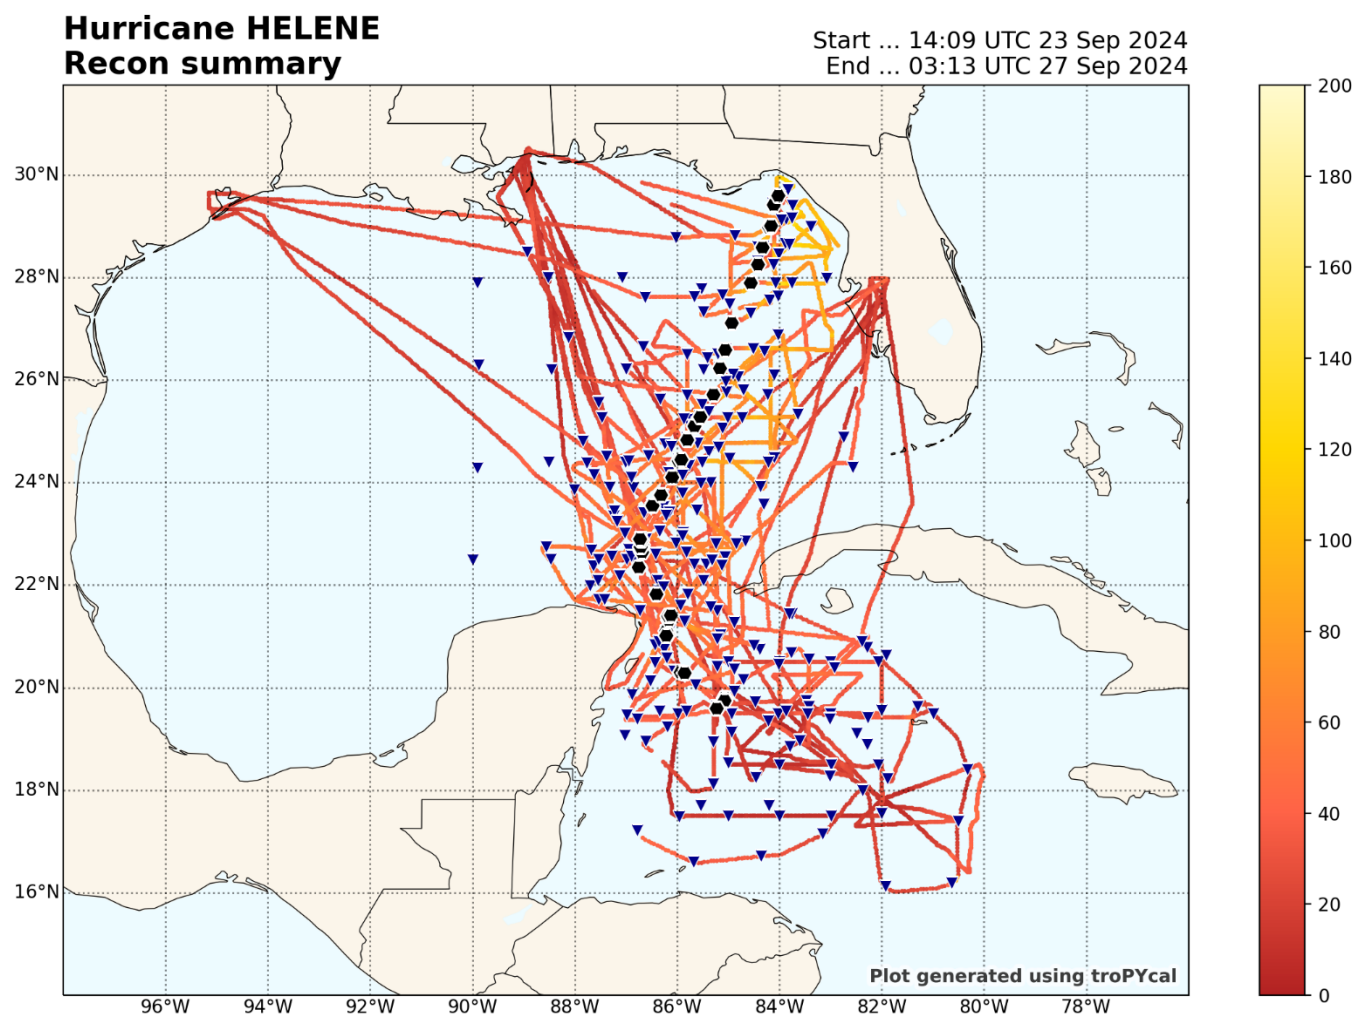 Hurricane HELENE
Recon summary
Start ... 14:09 UTC 23 Sep 2024
End ... 03:13 UTC 27 Sep 2024
200
180
160
140
120
100
80
60
40
20
0
30°N
28°N
26°N
24°N
22°N
20°N
18°N
16°N
Plot generated using troPYcal
96°W 94°W 92°W 90°W 88°W 86°W 84°W 82°W 80°W 78°W